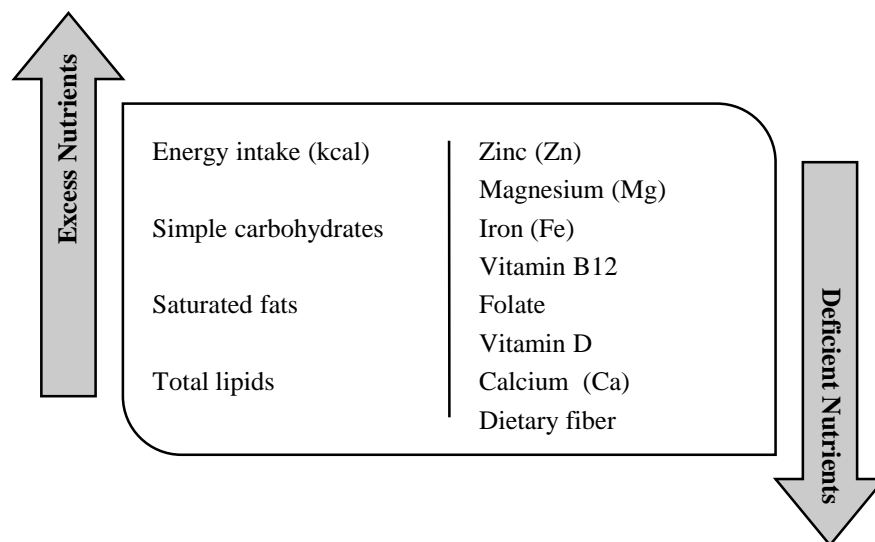 Excess Nutrients
Energy intake (kcal)
Simple carbohydrates
Saturated fats
Total lipids
Zinc (Zn)
Magnesium (Mg)
Iron (Fe)
Vitamin B12
Folate
Vitamin D
Calcium  (Ca)
Dietary fiber
Deficient Nutrients